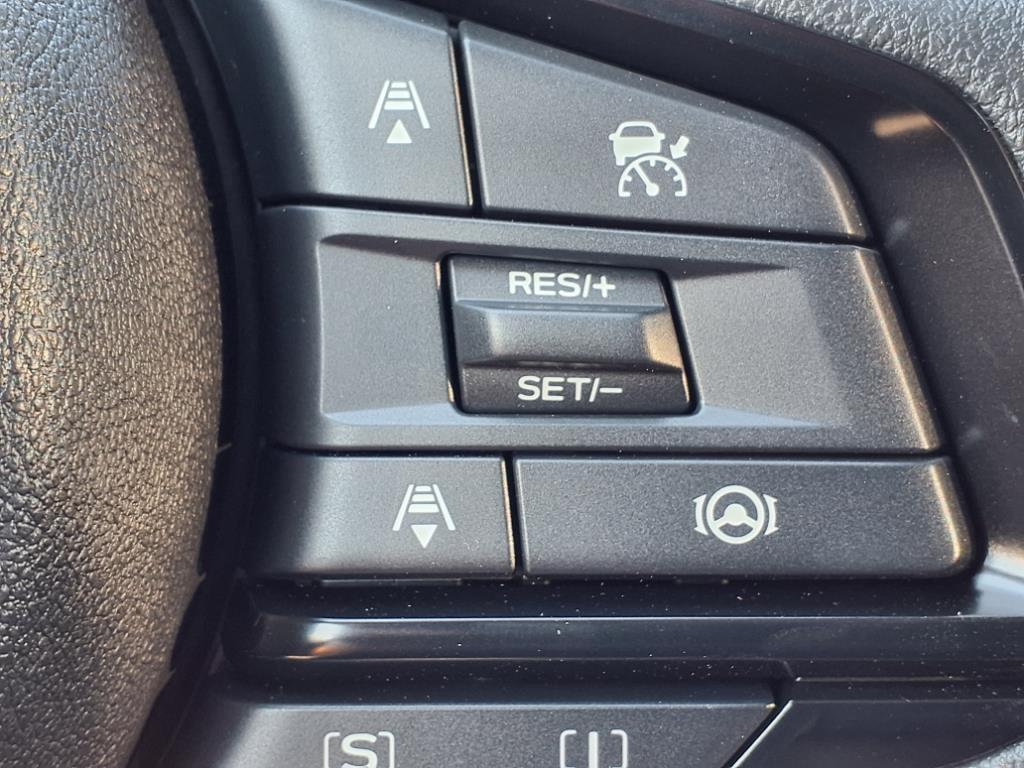 RES/+
SET/–
[S] [I]